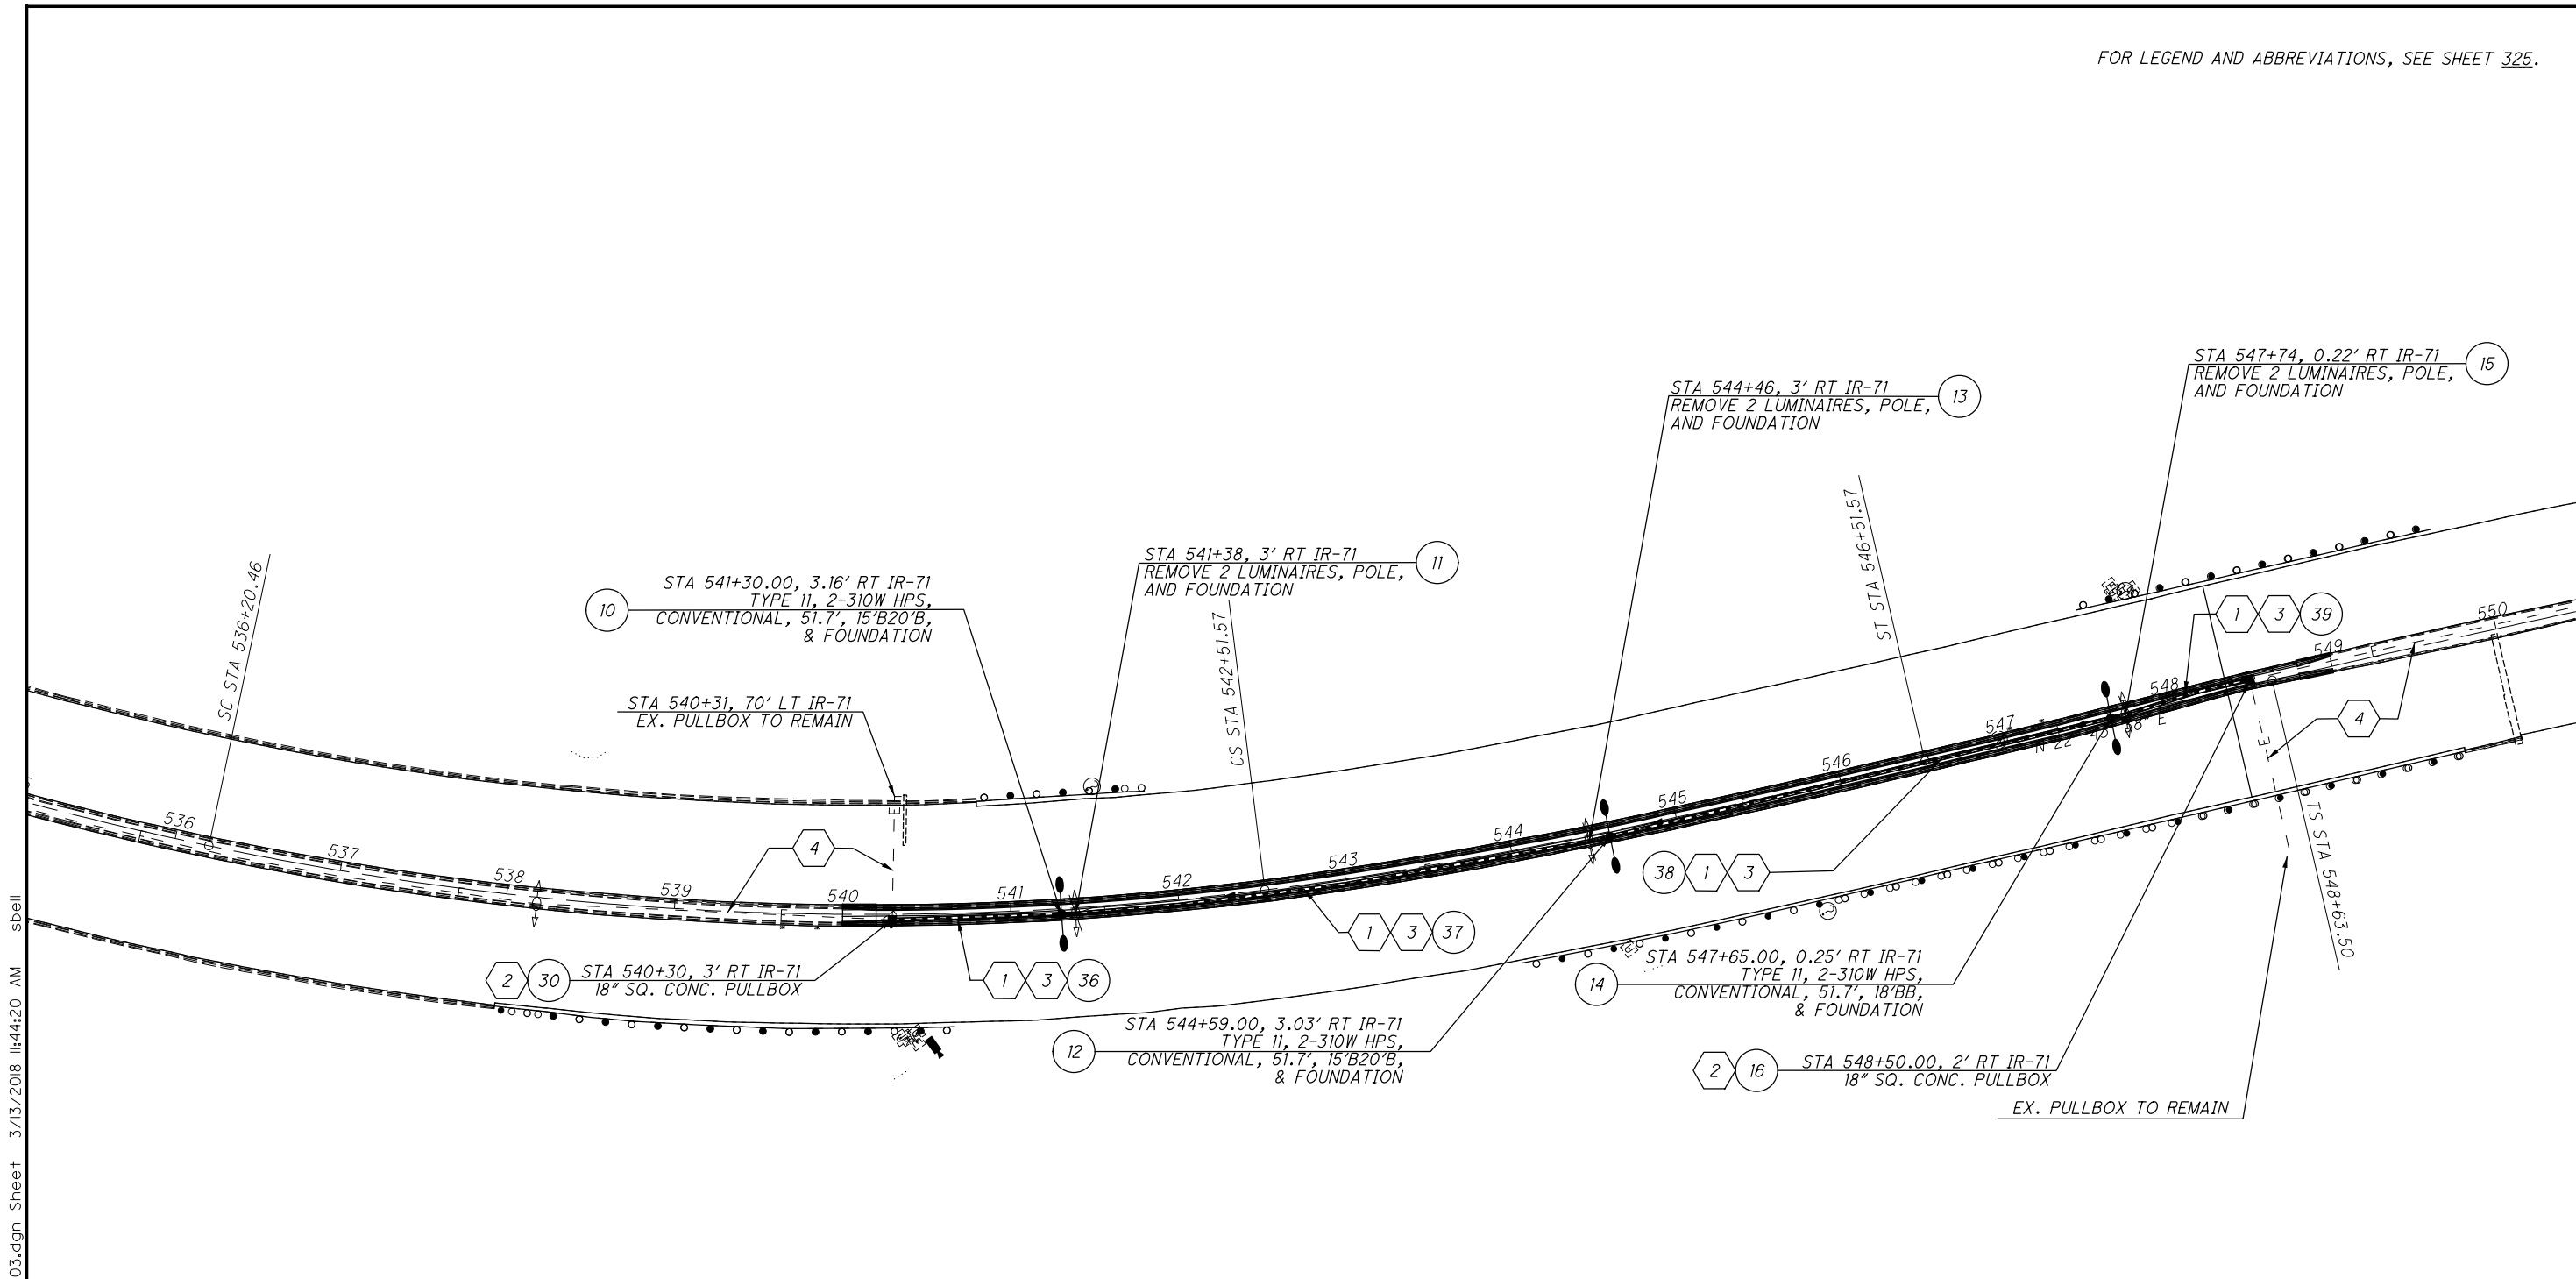 FOR LEGEND AND ABBREVIATIONS, SEE SHEET 325.
STA 547+74, 0.22' RT IR-71
REMOVE 2 LUMINAIRES, POLE,
AND FOUNDATION
15
STA 544+46, 3' RT IR-71
REMOVE 2 LUMINAIRES, POLE,
AND FOUNDATION
13
STA 541+38, 3' RT IR-71
REMOVE 2 LUMINAIRES, POLE,
AND FOUNDATION
11
10
STA 541+30.00, 3.16' RT IR-71
TYPE 11, 2-310W HPS,
CONVENTIONAL, 51.7', 15'B20'B,
& FOUNDATION
STA 540+31, 70' LT IR-71
EX. PULLBOX TO REMAIN
SC STA 536+20.46
CS STA 542+51.57
ST STA 546+51.57
TS STA 548+63.50
1 3 39
4
4
536
537
538
539
540
541
542
543
544
545
546
547
548
549
550
E
E
N 22
E
38 1 3
1 3 37
1 3 36
2 30
STA 540+30, 3' RT IR-71
18" SQ. CONC. PULLBOX
12
STA 544+59.00, 3.03' RT IR-71
TYPE 11, 2-310W HPS,
CONVENTIONAL, 51.7', 15'B20'B,
& FOUNDATION
14
STA 547+65.00, 0.25' RT IR-71
TYPE 11, 2-310W HPS,
CONVENTIONAL, 51.7', 18'BB,
& FOUNDATION
2 16
STA 548+50.00, 2' RT IR-71
18" SQ. CONC. PULLBOX
EX. PULLBOX TO REMAIN
03.dgn Sheet 3/13/2018 11:44:20 AM sbell